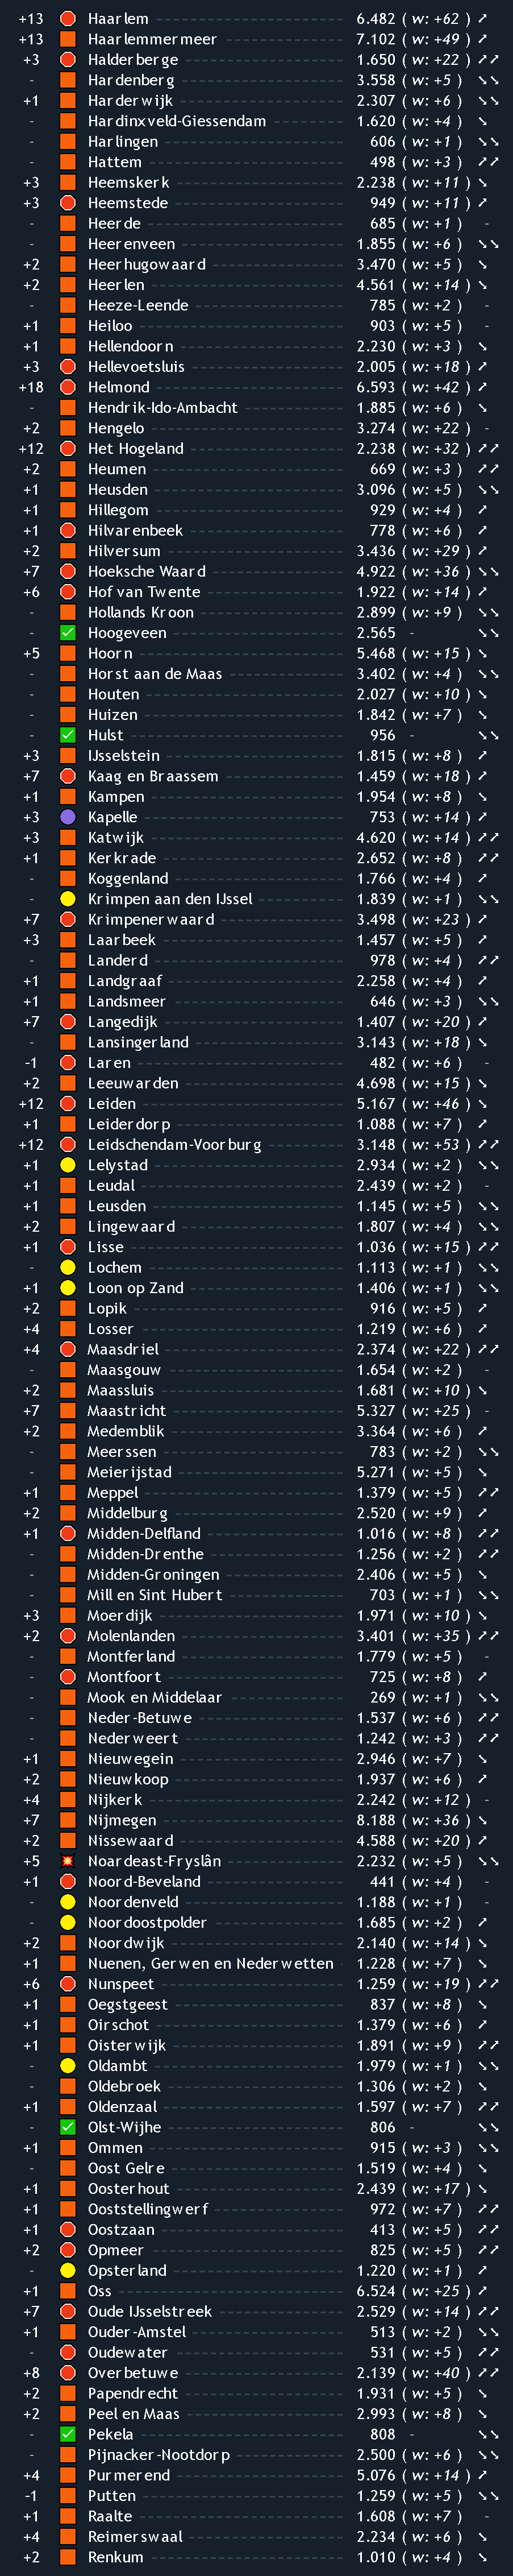 +13 Haarlem 6.482 ( w: +62 ) ➚
+13 Haarlemmermeer 7.102 ( w: +49 ) ➚
+3 Halderberge 1.650 ( w: +22 ) ➚➚
- Hardenberg 3.558 ( w: +5 ) ➘➘
+1 Harderwijk 2.307 ( w: +6 ) ➘➘
- Hardinxveld-Giessendam 1.620 ( w: +4 ) ➘
- Harlingen 606 ( w: +1 ) ➘➘
- Hattem 498 ( w: +3 ) ➚➚
+3 Heemskerk 2.238 ( w: +11 ) ➘
+3 Heemstede 949 ( w: +11 ) ➚
- Heerde 685 ( w: +1 ) -
- Heerenveen 1.855 ( w: +6 ) ➘➘
+2 Heerhugowaard 3.470 ( w: +5 ) ➘
+2 Heerlen 4.561 ( w: +14 ) ➘
- Heeze-Leende 785 ( w: +2 ) -
+1 Heiloo 903 ( w: +5 ) -
+1 Hellendoorn 2.230 ( w: +3 ) ➘
+3 Hellevoetsluis 2.005 ( w: +18 ) ➚
+18 Helmond 6.593 ( w: +42 ) ➚
- Hendrik-Ido-Ambacht 1.885 ( w: +6 ) ➘
+2 Hengelo 3.274 ( w: +22 ) -
+12 Het Hogeland 2.238 ( w: +32 ) ➚➚
+2 Heumen 669 ( w: +3 ) ➚➚
+1 Heusden 3.096 ( w: +5 ) ➘➘
+1 Hillegom 929 ( w: +4 ) ➚
+1 Hilvarenbeek 778 ( w: +6 ) ➚
+2 Hilversum 3.436 ( w: +29 ) ➚
+7 Hoeksche Waard 4.922 ( w: +36 ) ➘➘
+6 Hof van Twente 1.922 ( w: +14 ) ➚
- Hollands Kroon 2.899 ( w: +9 ) ➘➘
- Hoogeveen 2.565 - ➘➘
+5 Hoorn 5.468 ( w: +15 ) ➘
- Horst aan de Maas 3.402 ( w: +4 ) ➘➘
- Houten 2.027 ( w: +10 ) ➘
- Huizen 1.842 ( w: +7 ) ➘
- Hulst 956 - ➘➘
+3 IJsselstein 1.815 ( w: +8 ) ➚
+7 Kaag en Braassem 1.459 ( w: +18 ) ➚
+1 Kampen 1.954 ( w: +8 ) ➘
+3 Kapelle 753 ( w: +14 ) ➚
+3 Katwijk 4.620 ( w: +14 ) ➚➚
+1 Kerkrade 2.652 ( w: +8 ) ➚➚
- Koggenland 1.766 ( w: +4 ) ➚
- Krimpen aan den IJssel 1.839 ( w: +1 ) ➘➘
+7 Krimpenerwaard 3.498 ( w: +23 ) ➚
+3 Laarbeek 1.457 ( w: +5 ) ➚
- Landerd 978 ( w: +4 ) ➚➚
+1 Landgraaf 2.258 ( w: +4 ) ➚
+1 Landsmeer 646 ( w: +3 ) ➘➘
+7 Langedijk 1.407 ( w: +20 ) ➚
- Lansingerland 3.143 ( w: +18 ) ➘
-1 Laren 482 ( w: +6 ) -
+2 Leeuwarden 4.698 ( w: +15 ) ➘
+12 Leiden 5.167 ( w: +46 ) ➘
+1 Leiderdorp 1.088 ( w: +7 ) ➚
+12 Leidschendam-Voorburg 3.148 ( w: +53 ) ➚➚
+1 Lelystad 2.934 ( w: +2 ) ➘➘
+1 Leudal 2.439 ( w: +2 ) -
+1 Leusden 1.145 ( w: +5 ) ➘➘
+2 Lingewaard 1.807 ( w: +4 ) ➘➘
+1 Lisse 1.036 ( w: +15 ) ➚➚
- Lochem 1.113 ( w: +1 ) ➘➘
+1 Loon op Zand 1.406 ( w: +1 ) ➘➘
+2 Lopik 916 ( w: +5 ) ➚
+4 Losser 1.219 ( w: +6 ) ➚
+4 Maasdriel 2.374 ( w: +22 ) ➚➚
- Maasgouw 1.654 ( w: +2 ) -
+2 Maassluis 1.681 ( w: +10 ) ➘
+7 Maastricht 5.327 ( w: +25 ) -
+2 Medemblik 3.364 ( w: +6 ) ➚
- Meerssen 783 ( w: +2 ) ➘➘
- Meierijstad 5.271 ( w: +5 ) ➘
+1 Meppel 1.379 ( w: +5 ) ➚➚
+2 Middelburg 2.520 ( w: +9 ) ➚
+1 Midden-Delfland 1.016 ( w: +8 ) ➚➚
- Midden-Drenthe 1.256 ( w: +2 ) ➚➚
- Midden-Groningen 2.406 ( w: +5 ) ➘
- Mill en Sint Hubert 703 ( w: +1 ) ➘➘
+3 Moerdijk 1.971 ( w: +10 ) ➘
+2 Molenlanden 3.401 ( w: +35 ) ➚➚
- Montferland 1.779 ( w: +5 ) -
- Montfoort 725 ( w: +8 ) ➚
- Mook en Middelaar 269 ( w: +1 ) ➘➘
- Neder-Betuwe 1.537 ( w: +6 ) ➚➚
- Nederweert 1.242 ( w: +3 ) ➚➚
+1 Nieuwegein 2.946 ( w: +7 ) ➘
+2 Nieuwkoop 1.937 ( w: +6 ) ➚
+4 Nijkerk 2.242 ( w: +12 ) -
+7 Nijmegen 8.188 ( w: +36 ) ➘
+2 Nissewaard 4.588 ( w: +20 ) ➚
+5 Noardeast-Fryslân 2.232 ( w: +5 ) ➘➘
+1 Noord-Beveland 441 ( w: +4 ) -
- Noordenveld 1.188 ( w: +1 ) -
- Noordoostpolder 1.685 ( w: +2 ) ➚
+2 Noordwijk 2.140 ( w: +14 ) ➘
+1 Nuenen, Gerwen en Nederwetten 1.228 ( w: +7 ) ➘
+6 Nunspeet 1.259 ( w: +19 ) ➚➚
+1 Oegstgeest 837 ( w: +8 ) ➘
+1 Oirschot 1.379 ( w: +6 ) ➚
+1 Oisterwijk 1.891 ( w: +9 ) ➚➚
- Oldambt 1.979 ( w: +1 ) ➘➘
- Oldebroek 1.306 ( w: +2 ) ➘
+1 Oldenzaal 1.597 ( w: +7 ) ➚➚
- Olst-Wijhe 806 - ➘➘
+1 Ommen 915 ( w: +3 ) ➘➘
- Oost Gelre 1.519 ( w: +4 ) ➘
+1 Oosterhout 2.439 ( w: +17 ) ➘
+1 Ooststellingwerf 972 ( w: +7 ) ➚➚
+1 Oostzaan 413 ( w: +5 ) ➚➚
+2 Opmeer 825 ( w: +5 ) ➚➚
- Opsterland 1.220 ( w: +1 ) ➚
+1 Oss 6.524 ( w: +25 ) ➚
+7 Oude IJsselstreek 2.529 ( w: +14 ) ➚➚
+1 Ouder-Amstel 513 ( w: +2 ) ➘➘
- Oudewater 531 ( w: +5 ) ➚➚
+8 Overbetuwe 2.139 ( w: +40 ) ➚➚
+2 Papendrecht 1.931 ( w: +5 ) ➘
+2 Peel en Maas 2.993 ( w: +8 ) ➘
- Pekela 808 - ➘➘
- Pijnacker-Nootdorp 2.500 ( w: +6 ) ➘➘
+4 Purmerend 5.076 ( w: +14 ) ➚
-1 Putten 1.259 ( w: +5 ) ➘➘
+1 Raalte 1.608 ( w: +7 ) -
+4 Reimerswaal 2.234 ( w: +6 ) ➘
+2 Renkum 1.010 ( w: +4 ) ➘